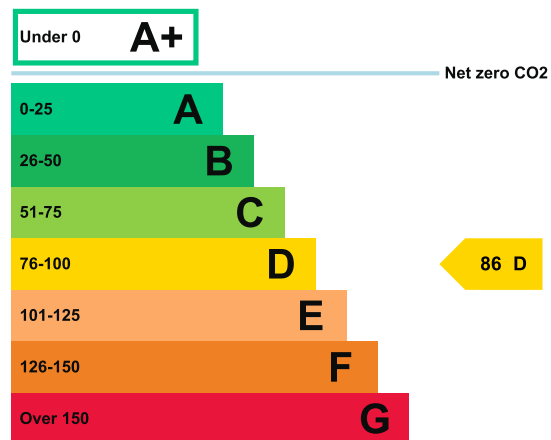 Under 0 A+
Net zero CO2
0-25 A
26-50 B
51-75 C
76-100 D
86 D
101-125 E
126-150 F
Over 150 G